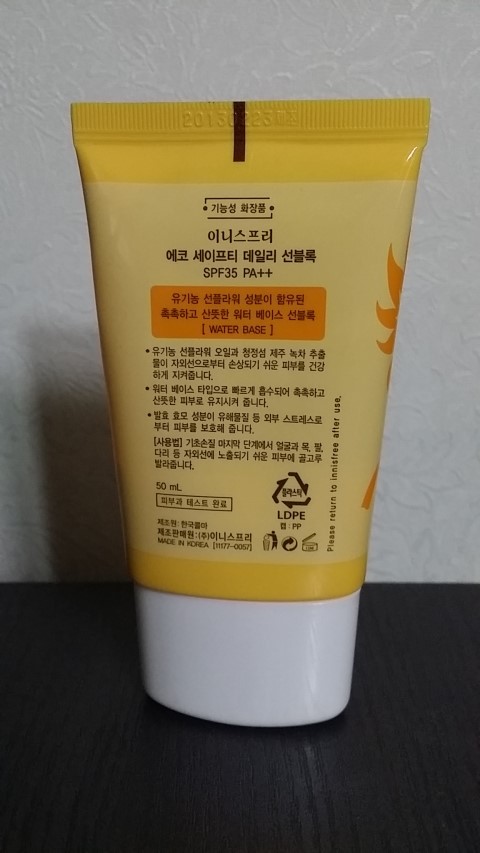 20130223 제조
기능성 화장품
이니스프리
에코 세이프티 데일리 선블록
SPF35 PA++
유기농 선플라워 성분이 함유된
촉촉하고 산뜻한 워터 베이스 선블록
[ WATER BASE ]
• 유기농 선플라워 오일과 청정섬 제주 녹차 추출
물이 자외선으로부터 손상되기 쉬운 피부를 건강
하게 지켜줍니다.
• 워터 베이스 타입으로 빠르게 흡수되어 촉촉하고
산뜻한 피부로 유지시켜 줍니다.
• 발효 효모 성분이 유해물질 등 외부 스트레스로
부터 피부를 보호해 줍니다.
[사용법] 기초손질 마지막 단계에서 얼굴과 목, 팔,
다리 등 자외선에 노출되기 쉬운 피부에 골고루
발라줍니다.
50 mL
피부과 테스트 완료
플라스틱
LDPE
캡 : PP
제조원 : 한국콜마
제조판매원 : (주)이니스프리
MADE IN KOREA [11177-0057]
Please return to innisfree after use.